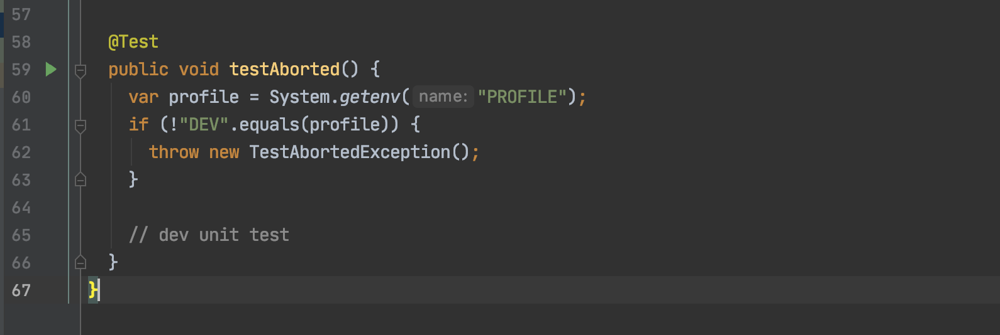 57
58 @Test
59 public void testAborted() {
60 var profile = System.getenv( name: "PROFILE");
61 if (!"DEV".equals(profile)) {
62 throw new TestAbortedException();
63 }
64
65 // dev unit test
66 }
67 }